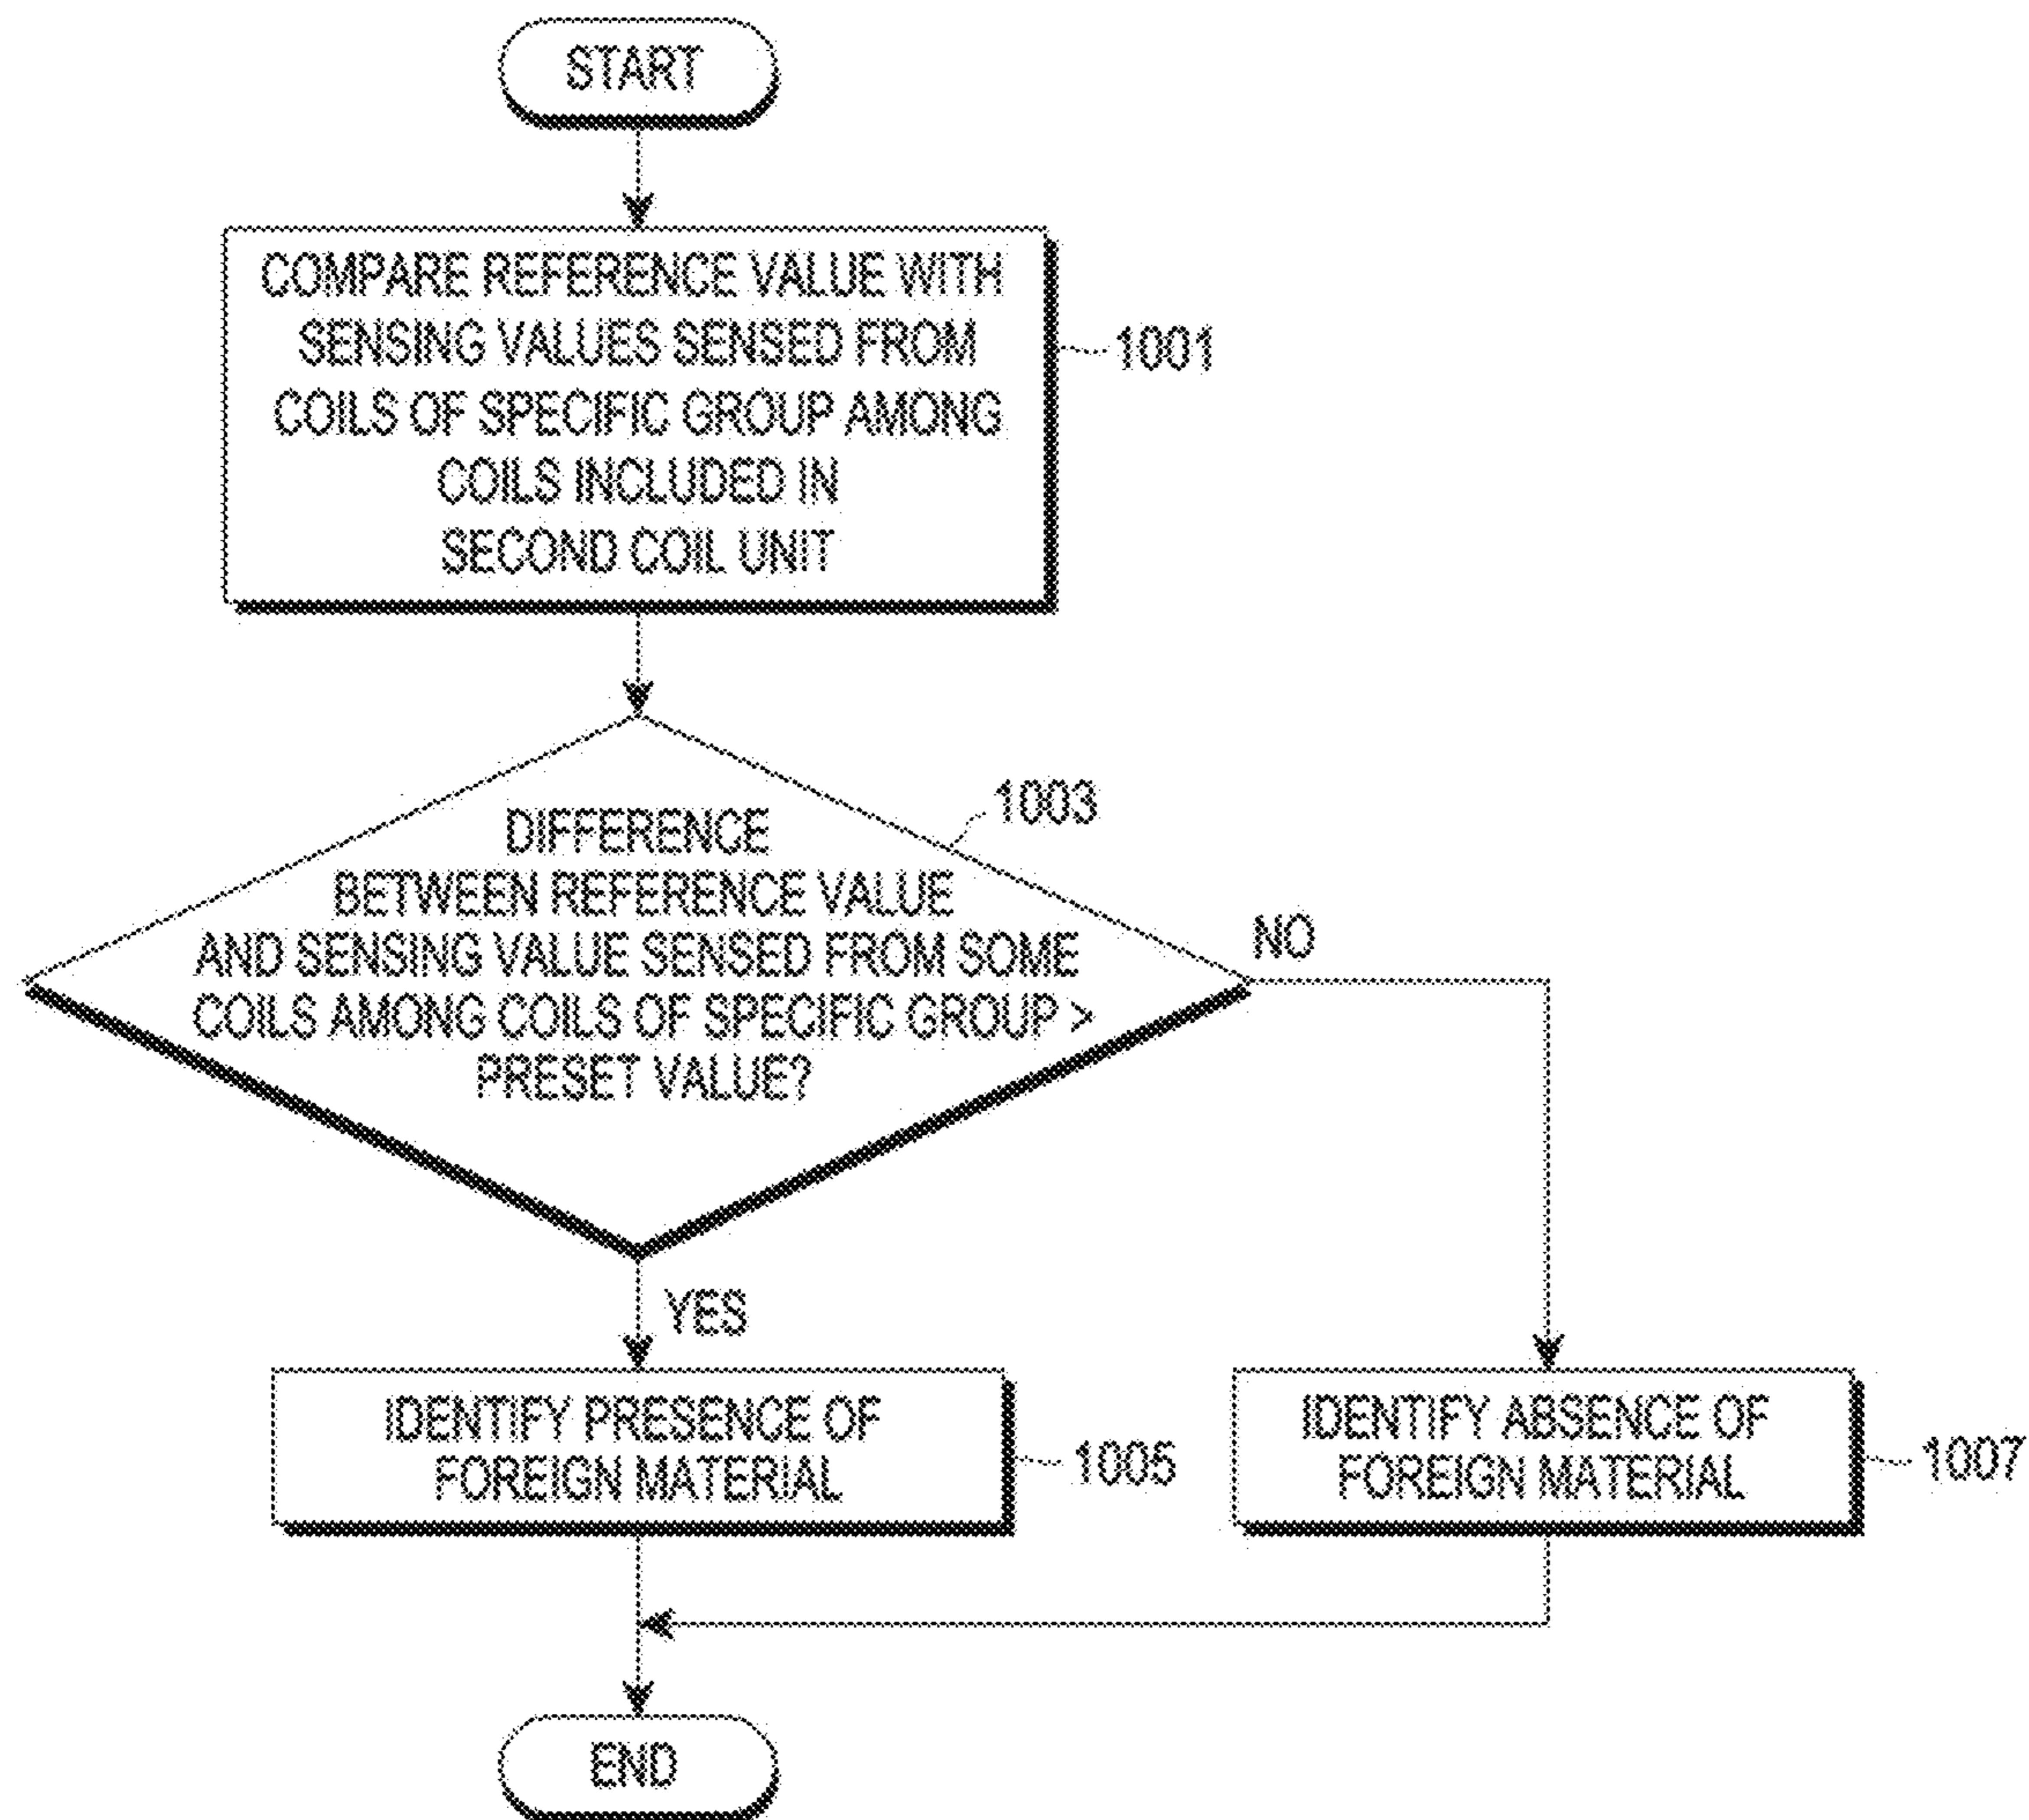 START
COMPARE REFERENCE VALUE WITH
SENSING VALUES SENSED FROM
COILS OF SPECIFIC GROUP AMONG
COILS INCLUDED IN
SECOND COIL UNIT
1001
DIFFERENCE
BETWEEN REFERENCE VALUE
AND SENSING VALUE SENSED FROM SOME
COILS AMONG COILS OF SPECIFIC GROUP >
PRESET VALUE?
1003
NO
YES
IDENTIFY PRESENCE OF
FOREIGN MATERIAL
1005
IDENTIFY ABSENCE OF
FOREIGN MATERIAL
1007
END